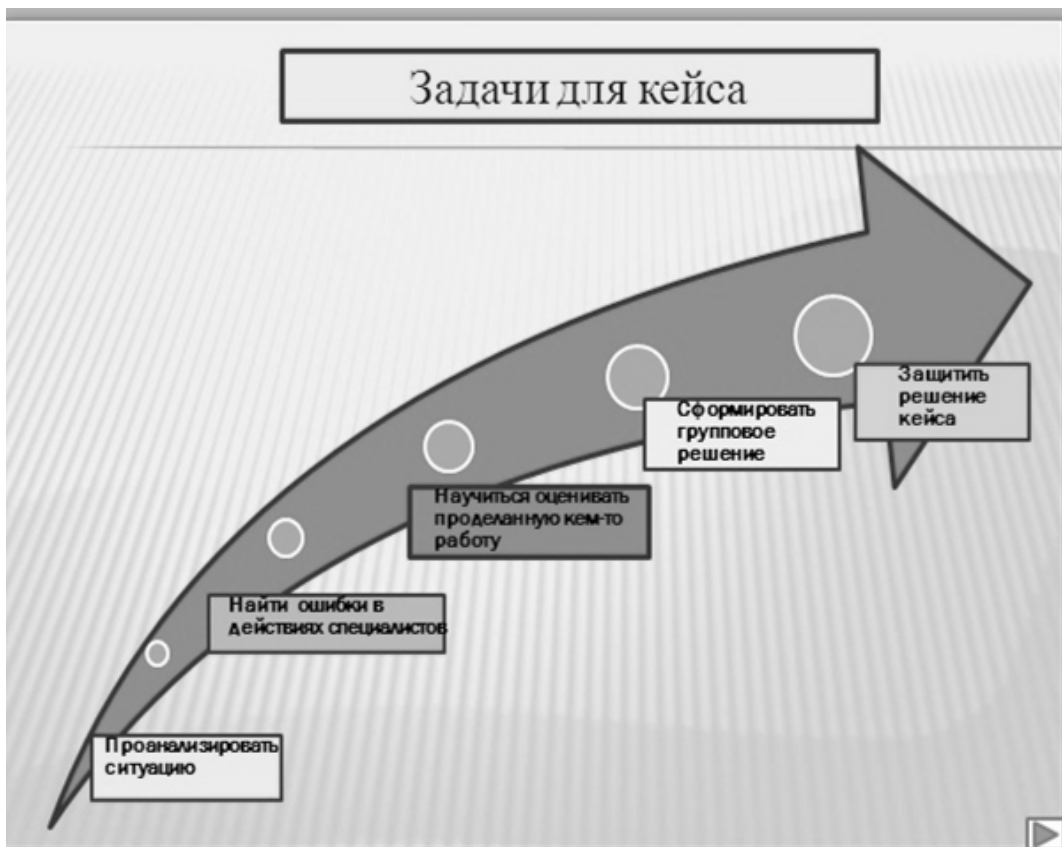 Задачи для кейса
Защитить
решение
кейса
Сформировать
групповое
решение
Научиться оценивать
проделанную кем-то
работу
Найти ошибки в
действиях специалистов
Проанализировать
ситуацию